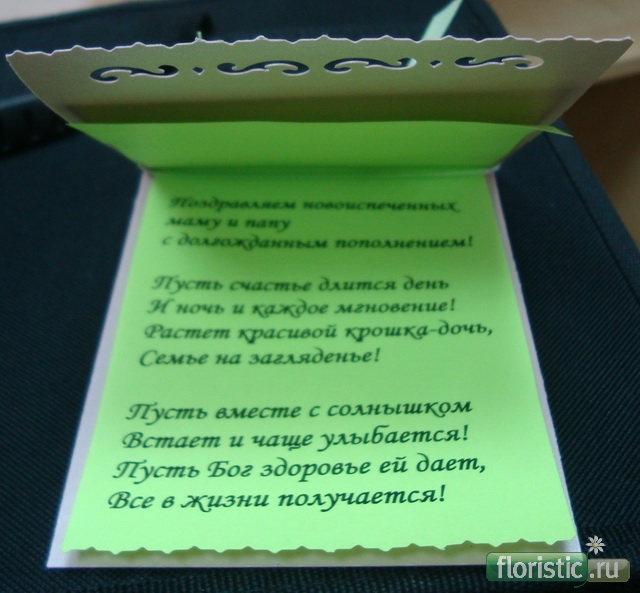 Поздравляем новоиспеченных
маму и папу
с долгожданным пополнением!
Пусть счастье длится день
И ночь и каждое мгновение!
Растет красивой крошка-дочь,
Семье на загляденье!
Пусть вместе с солнышком
Встает и чаще улыбается!
Пусть Бог здоровье ей дает,
Все в жизни получается!
floristic.ru